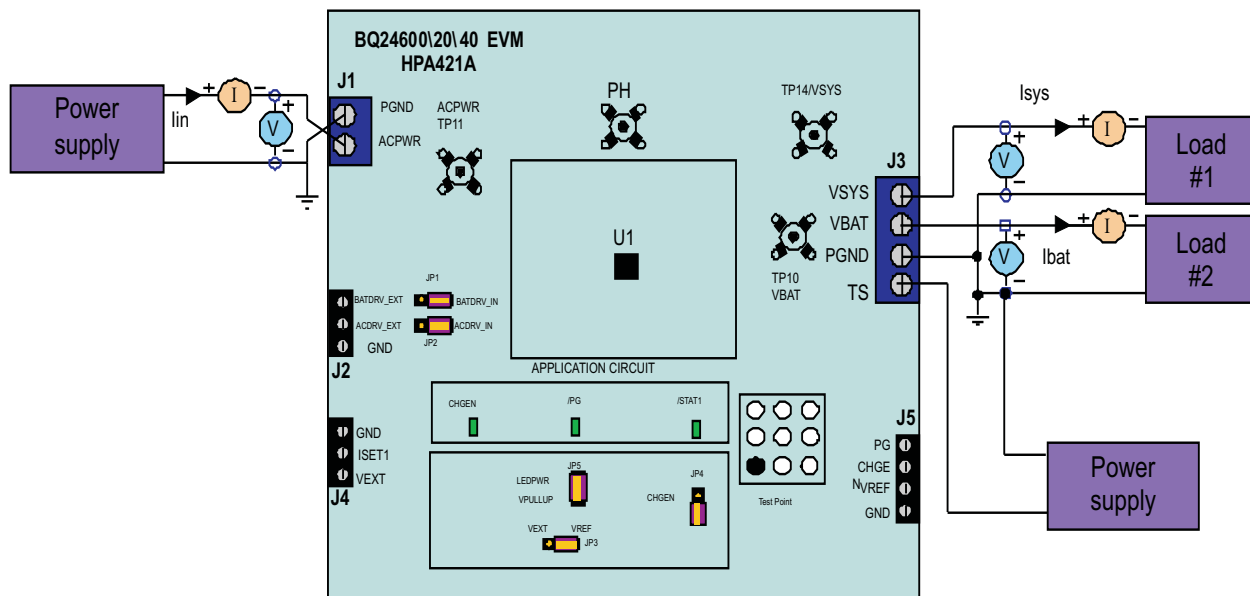 BQ24600\20\40 EVM
HPA421A
Power
supply
+
Iin
I
−
+
V
−
J1
PGND
ACPWR
ACPWR
TP11
PH
TP14/VSYS
J3
VSYS
VBAT
PGND
TS
U1
TP10
VBAT
Isys
+
I
−
+
V
−
Load
#1
+
I
−
+
V
−
Ibat
Load
#2
JP1
BATDRV_EXT
BATDRV_IN
ACDRV_EXT
ACDRV_IN
JP2
GND
J2
APPLICATION CIRCUIT
CHGEN
/PG
/STAT1
GND
ISET1
VEXT
J4
JP5
LEDPWR
VPULLUP
VEXT
VREF
JP3
JP4
CHGEN
Test Point
J5
PG
CHGE
N
VREF
GND
Power
supply